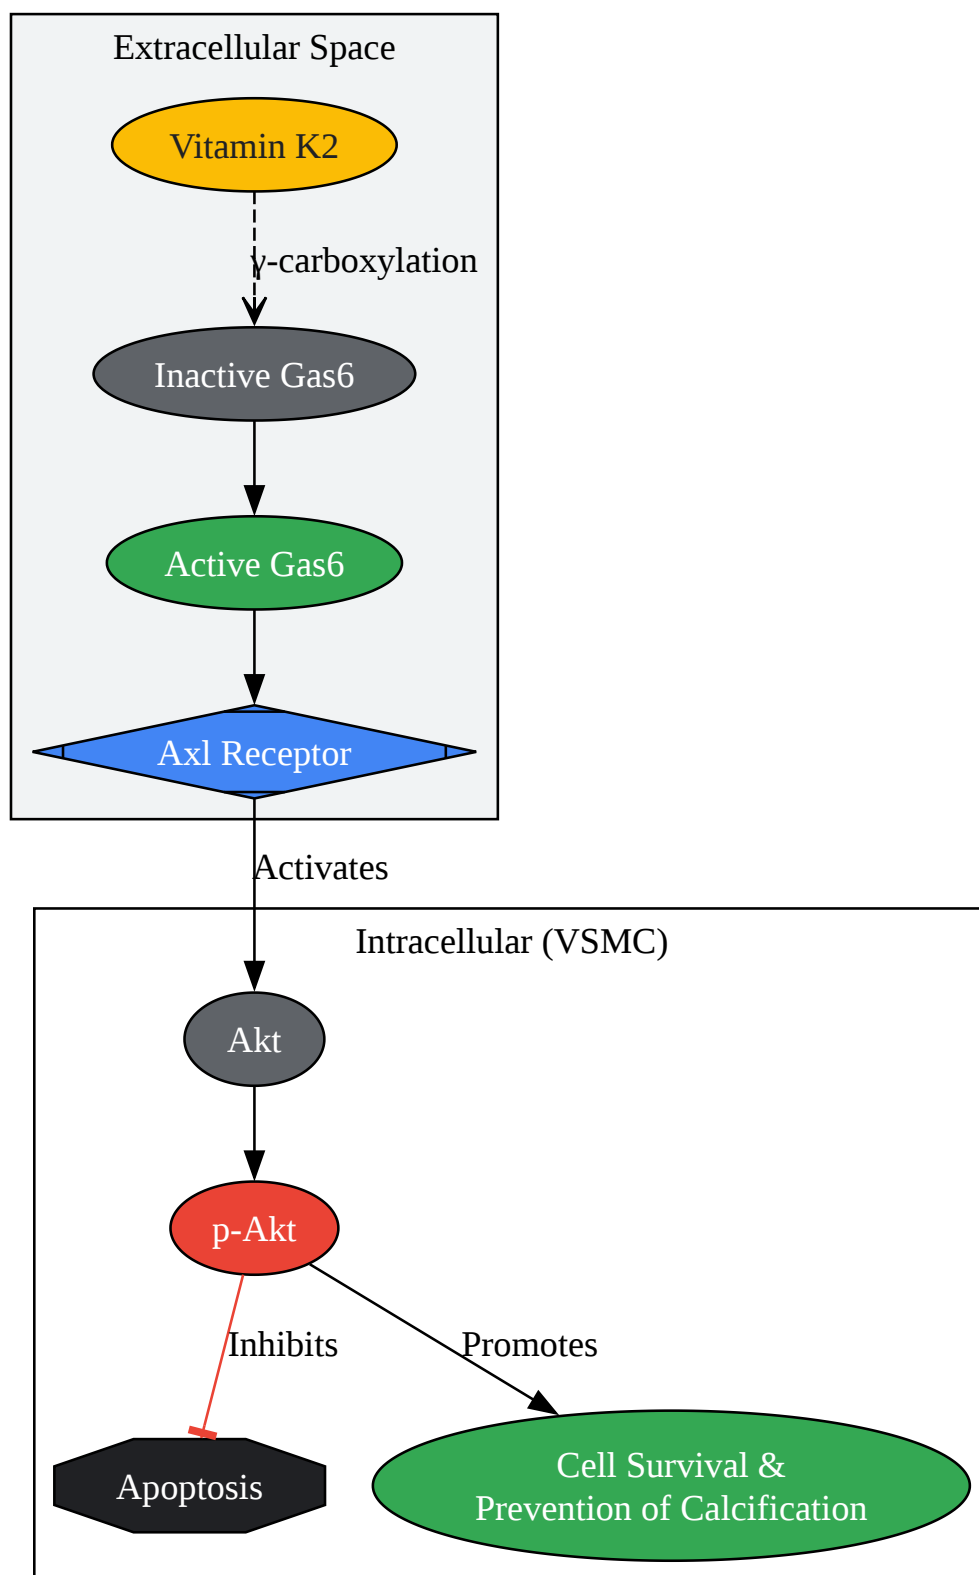 Extracellular Space
Vitamin K2
γ-carboxylation
Inactive Gas6
Active Gas6
Axl Receptor
Activates
Intracellular (VSMC)
Akt
p-Akt
Inhibits
Promotes
Apoptosis
Cell Survival &
Prevention of Calcification